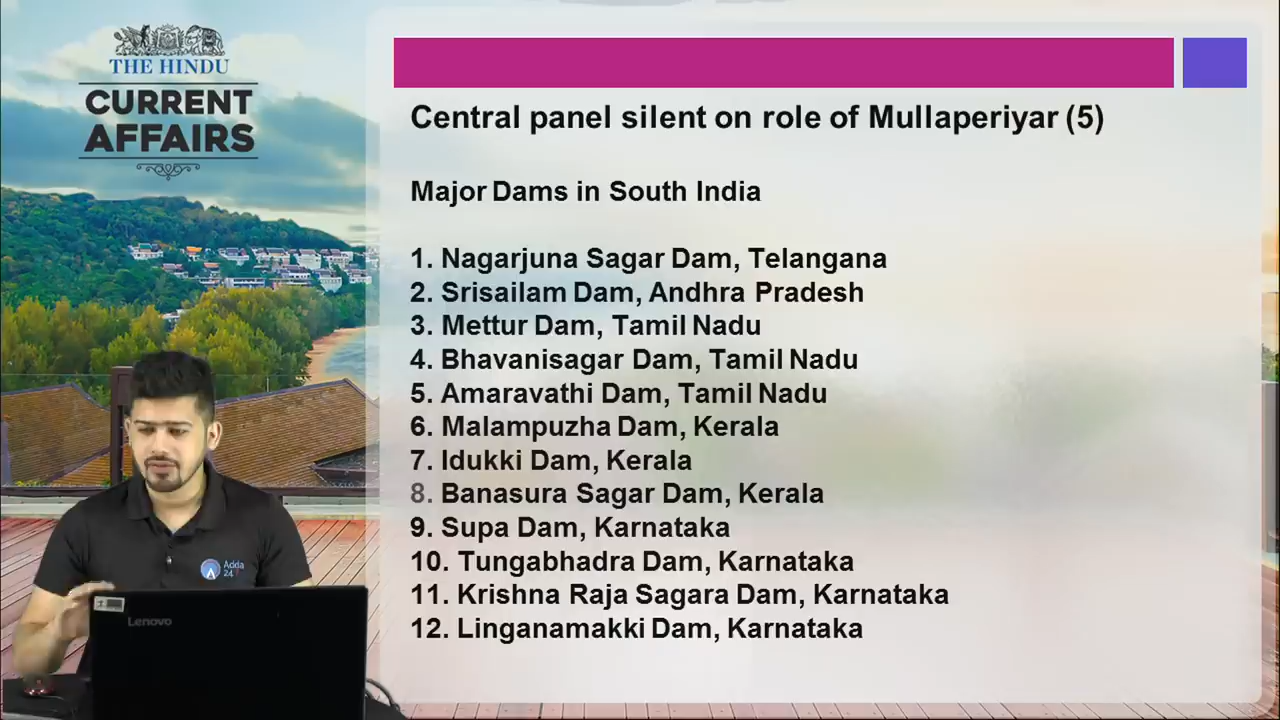 THE HINDU
CURRENT
AFFAIRS
Central panel silent on role of Mullaperiyar (5)
Major Dams in South India
1. Nagarjuna Sagar Dam, Telangana
2. Srisailam Dam, Andhra Pradesh
3. Mettur Dam, Tamil Nadu
4. Bhavanisagar Dam, Tamil Nadu
5. Amaravathi Dam, Tamil Nadu
6. Malampuzha Dam, Kerala
7. Idukki Dam, Kerala
8. Banasura Sagar Dam, Kerala
9. Supa Dam, Karnataka
10. Tungabhadra Dam, Karnataka
11. Krishna Raja Sagara Dam, Karnataka
12. Linganamakki Dam, Karnataka
Adda
24
Lenovo